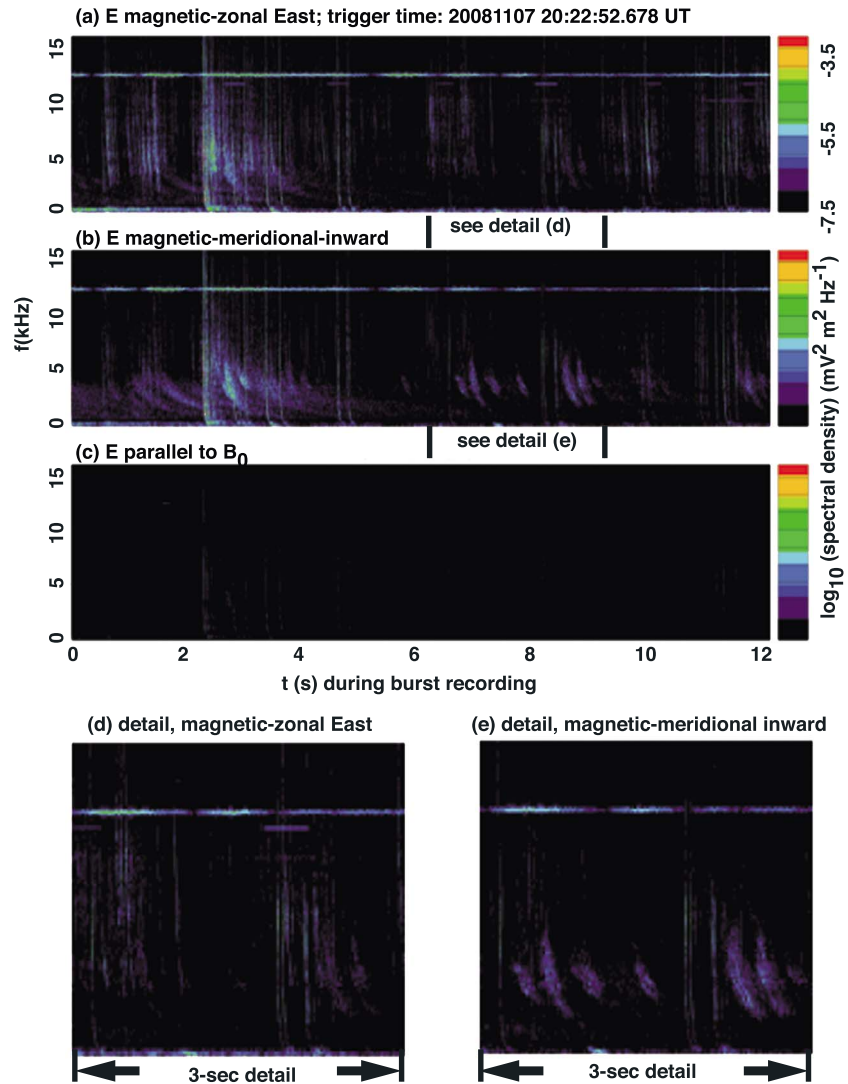 (a) E magnetic-zonal East; trigger time: 20081107 20:22:52.678 UT
15
10
5
0
-3.5
-5.5
-7.5
see detail (d)
(b) E magnetic-meridional-inward
15
10
5
0
f(kHz)
see detail (e)
(c) E parallel to B0
15
10
5
0
log10 (spectral density) (mV2 m2 Hz-1)
0 2 4 6 8 10 12
t (s) during burst recording
(d) detail, magnetic-zonal East
(e) detail, magnetic-meridional inward
3-sec detail
3-sec detail